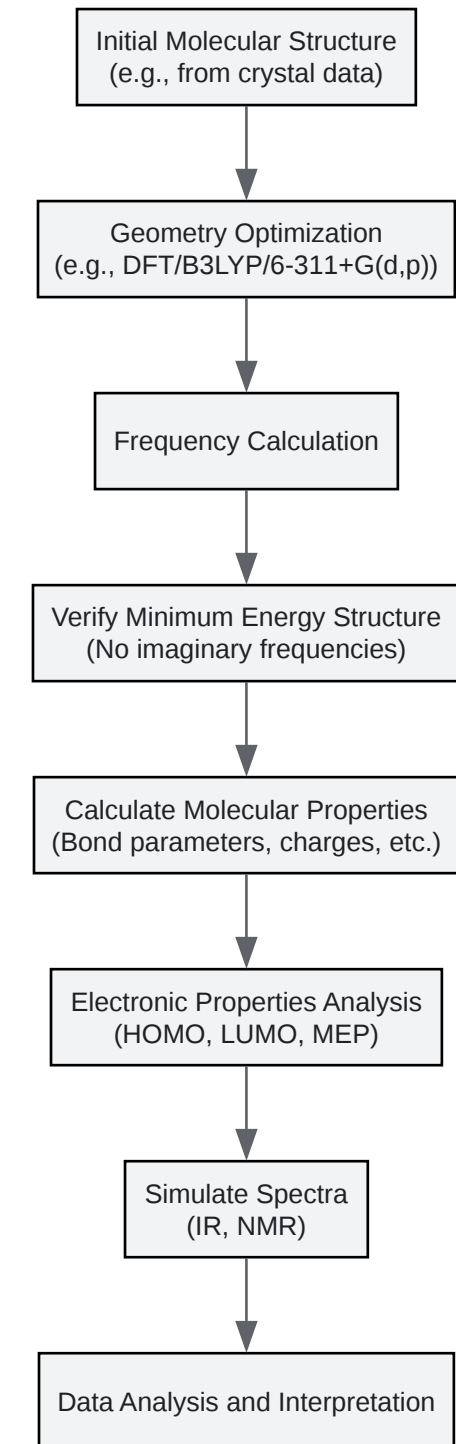 Initial Molecular Structure
(e.g., from crystal data)
Geometry Optimization
(e.g., DFT/B3LYP/6-311+G(d,p))
Frequency Calculation
Verify Minimum Energy Structure
(No imaginary frequencies)
Calculate Molecular Properties
(Bond parameters, charges, etc.)
Electronic Properties Analysis
(HOMO, LUMO, MEP)
Simulate Spectra
(IR, NMR)
Data Analysis and Interpretation